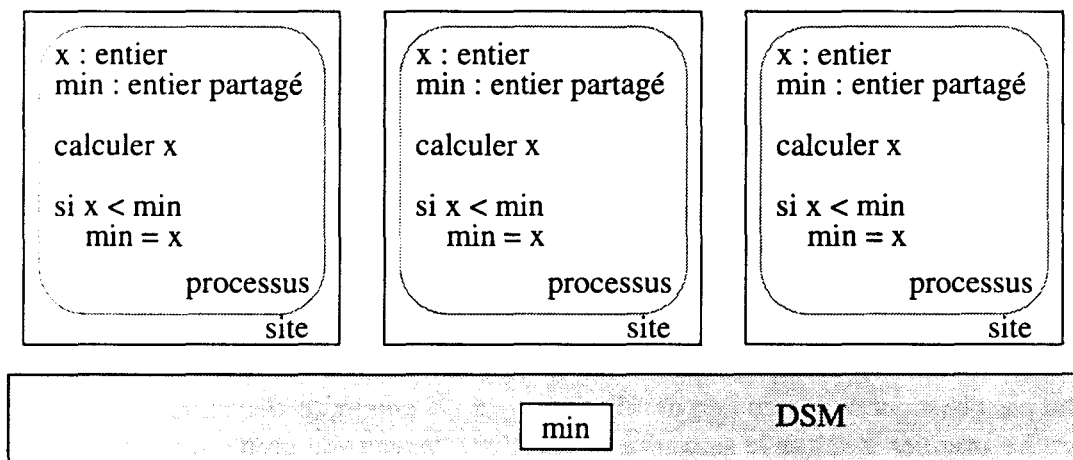 x : entier
min : entier partagé
calculer x
si x < min
min = x
processus
site
x : entier
min : entier partagé
calculer x
si x < min
min = x
processus
site
x : entier
min : entier partagé
calculer x
si x < min
min = x
processus
site
min
DSM